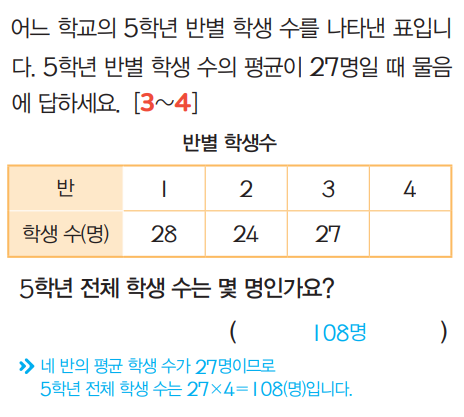 어느 학교의 5학년 반별 학생 수를 나타낸 표입니
다. 5학년 반별 학생 수의 평균이 27명일 때 물음
에 답하세요. [3~4]
반별 학생수
반 1 2 3 4
학생 수(명) 28 24 27
5학년 전체 학생 수는 몇 명인가요?
( 108명 )
≫ 네 반의 평균 학생 수가 27명이므로
5학년 전체 학생 수는 27×4=108(명)입니다.